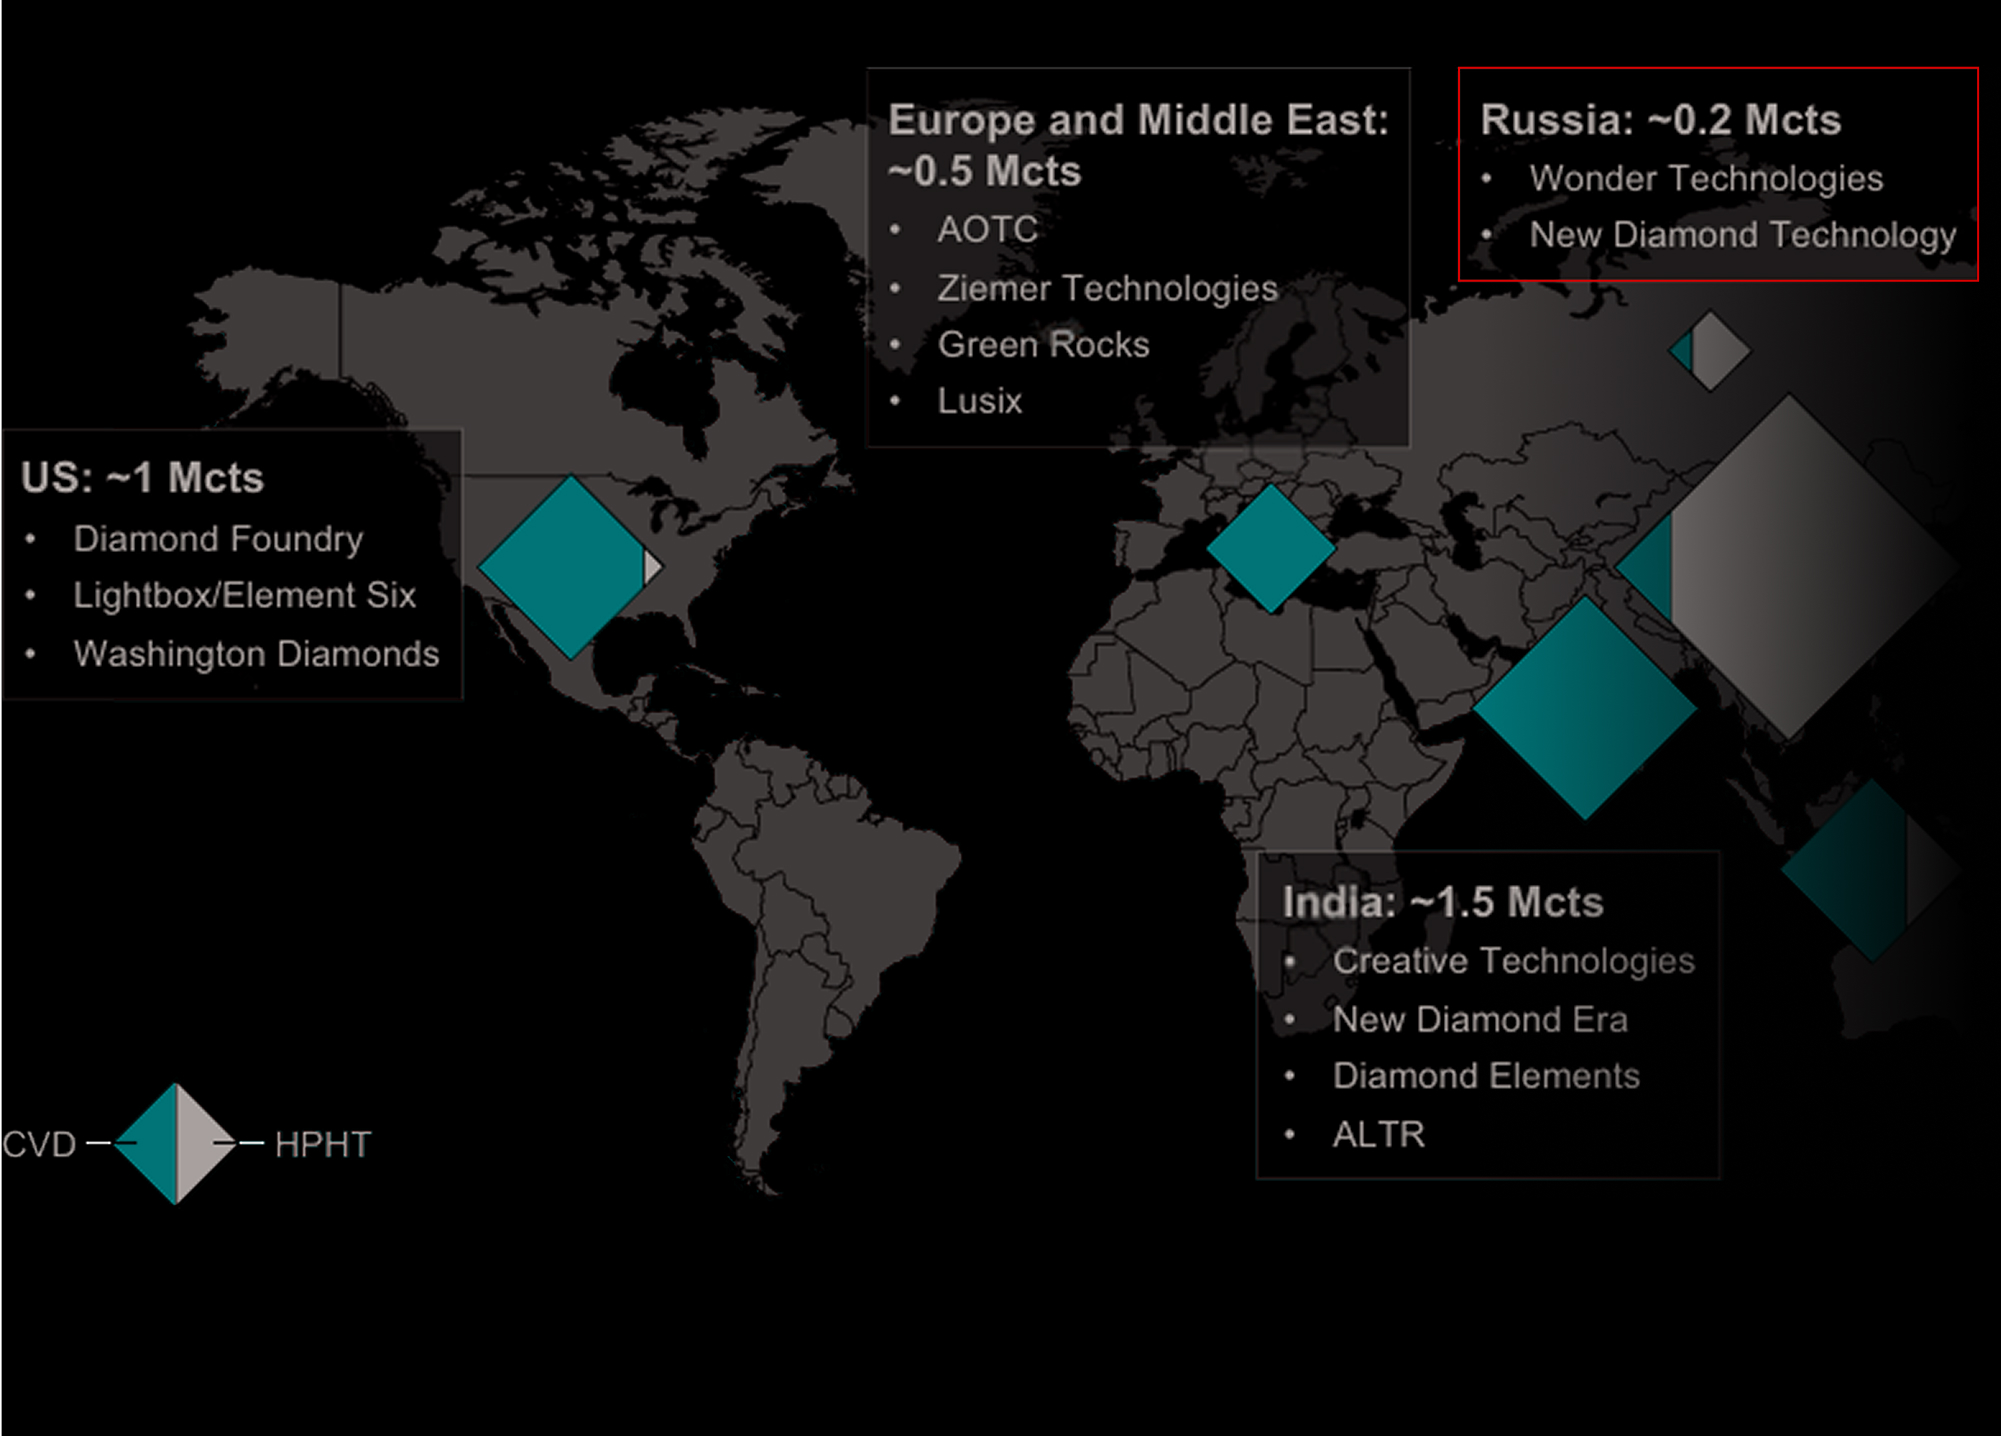 Europe and Middle East:
~0.5 Mcts
• AOTC
• Ziemer Technologies
• Green Rocks
• Lusix
Russia: ~0.2 Mcts
• Wonder Technologies
• New Diamond Technology
US: ~1 Mcts
• Diamond Foundry
• Lightbox/Element Six
• Washington Diamonds
India: ~1.5 Mcts
• Creative Technologies
• New Diamond Era
• Diamond Elements
• ALTR
CVD
HPHT